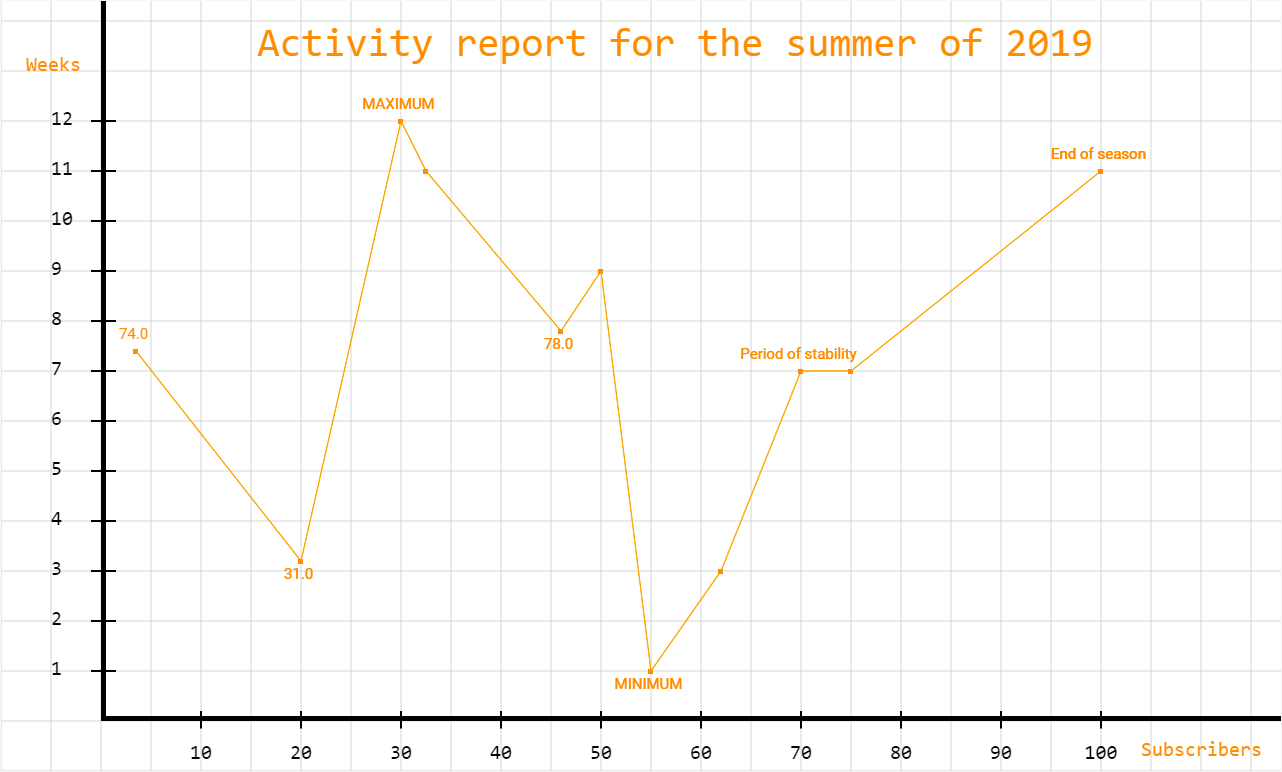 Activity report for the summer of 2019
Weeks
MAXIMUM
12
End of season
11
10
9
8
74.0
78.0
Period of stability
7
6
5
4
3
31.0
2
1
MINIMUM
10 20 30 40 50 60 70 80 90 100 Subscribers